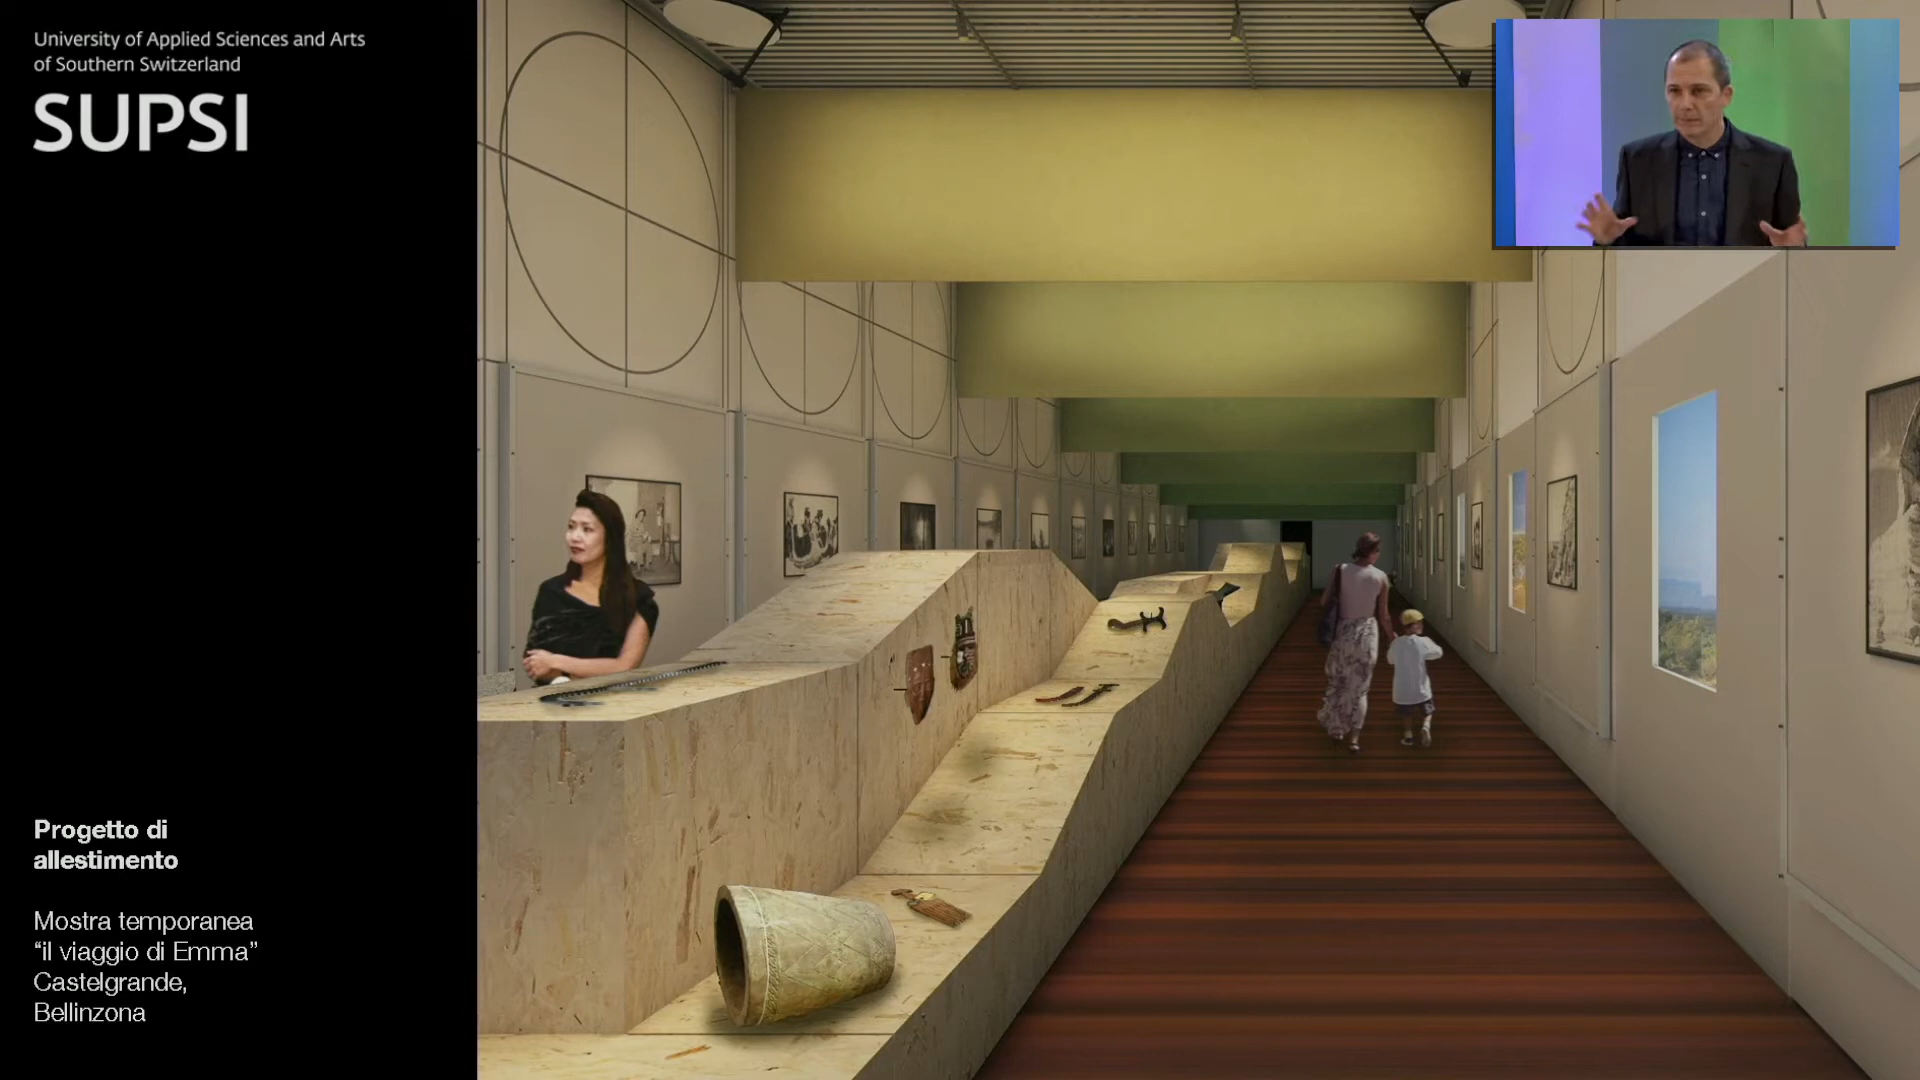 University of Applied Sciences and Arts
of Southern Switzerland
SUPSI
Progetto di
allestimento
Mostra temporanea
“il viaggio di Emma”
Castelgrande,
Bellinzona